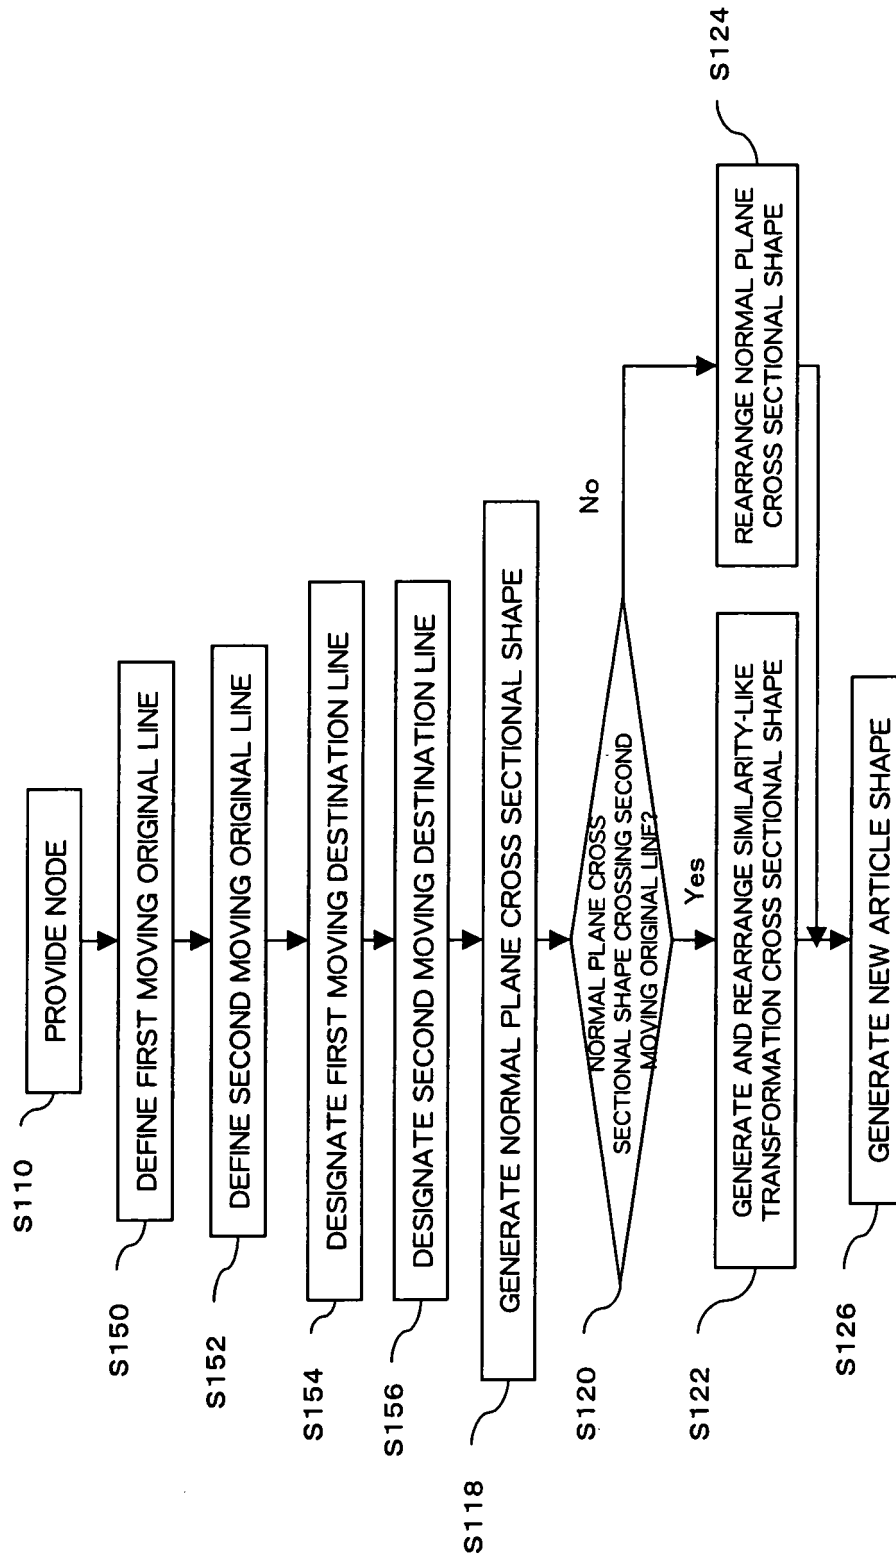 S110
PROVIDE NODE
S150
DEFINE FIRST MOVING ORIGINAL LINE
S152
DEFINE SECOND MOVING ORIGINAL LINE
S154
DESIGNATE FIRST MOVING DESTINATION LINE
S156
DESIGNATE SECOND MOVING DESTINATION LINE
S118
GENERATE NORMAL PLANE CROSS SECTIONAL SHAPE
S120
NORMAL PLANE CROSS
SECTIONAL SHAPE CROSSING SECOND
MOVING ORIGINAL LINE?
No
Yes
S122
GENERATE AND REARRANGE SIMILARITY-LIKE
TRANSFORMATION CROSS SECTIONAL SHAPE
S124
REARRANGE NORMAL PLANE
CROSS SECTIONAL SHAPE
S126
GENERATE NEW ARTICLE SHAPE